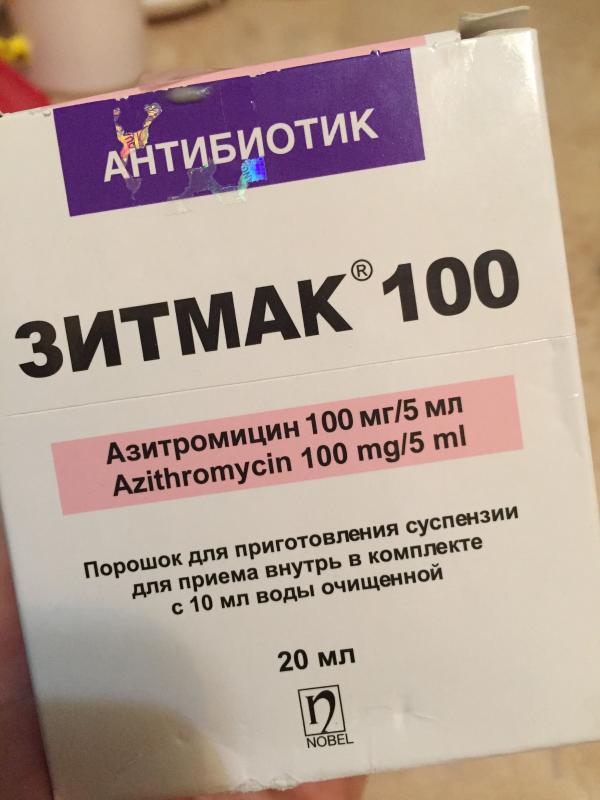 АНТИБИОТИК
ЗИТМАК® 100
Азитромицин 100 мг/5 мл
Azithromycin 100 mg/5 ml
Порошок для приготовления суспензии
для приема внутрь в комплекте
с 10 мл воды очищенной
20 мл
NOBEL